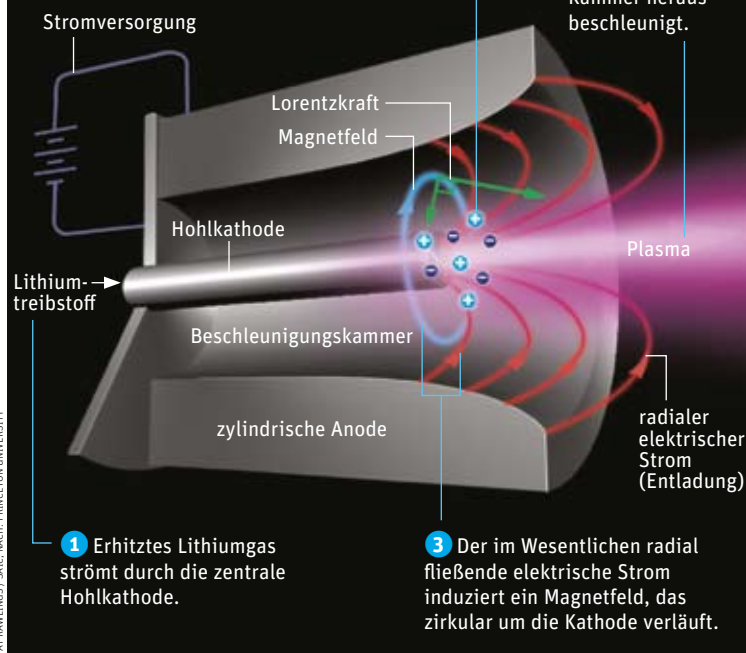 Kammer heraus
beschleunigt.
Stromversorgung
Lorentzkraft
Magnetfeld
Hohlkathode
Plasma
Lithium-
treibstoff
Beschleunigungskammer
zylindrische Anode
radialer
elektrischer
Strom
(Entladung)
1 Erhitztes Lithiumgas
strömt durch die zentrale
Hohlkathode.
3 Der im Wesentlichen radial
fließende elektrische Strom
induziert ein Magnetfeld, das
zirkular um die Kathode verläuft.
PRINCETON UNIVERSITY